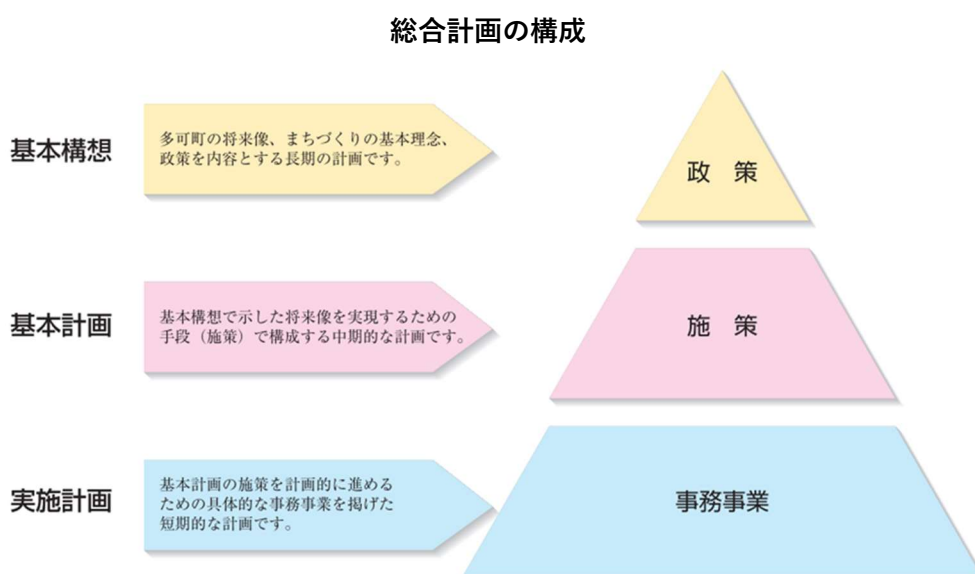 総合計画の構成
基本構想
多可町の将来像、まちづくりの基本理念、
政策を内容とする長期の計画です。
政 策
基本計画
基本構想で示した将来像を実現するための
手段（施策）で構成する中期的な計画です。
施 策
実施計画
基本計画の施策を計画的に進める
ための具体的な事務事業を掲げた
短期的な計画です。
事務事業